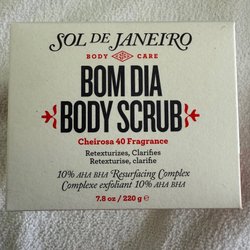 SOL DE JANEIRO
BODY CARE
BOM DIA
BODY SCRUB
Cheirosa 40 Fragrance
Retexturizes, Clarifies
Retexturise, clarifie
10% AHA BHA Resurfacing Complex
Complexe exfoliant 10% AHA BHA
7.8 oz / 220 g e